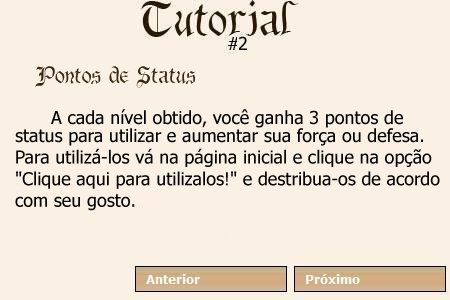 Tutorial
#2
Pontos de Status
A cada nível obtido, você ganha 3 pontos de
status para utilizar e aumentar sua força ou defesa.
Para utilizá-los vá na página inicial e clique na opção
"Clique aqui para utilizalos!" e destribua-os de acordo
com seu gosto.
Anterior
Próximo